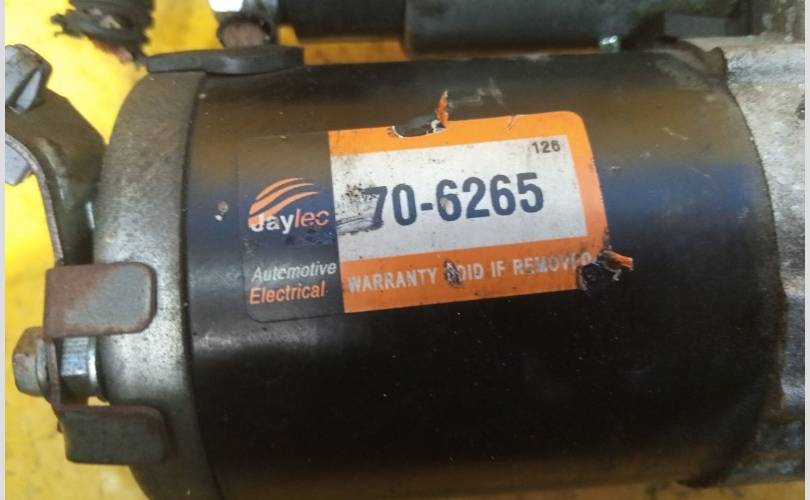 126
70-6265
Jaylec
Automotive
Electrical
WARRANTY VOID IF REMOVED